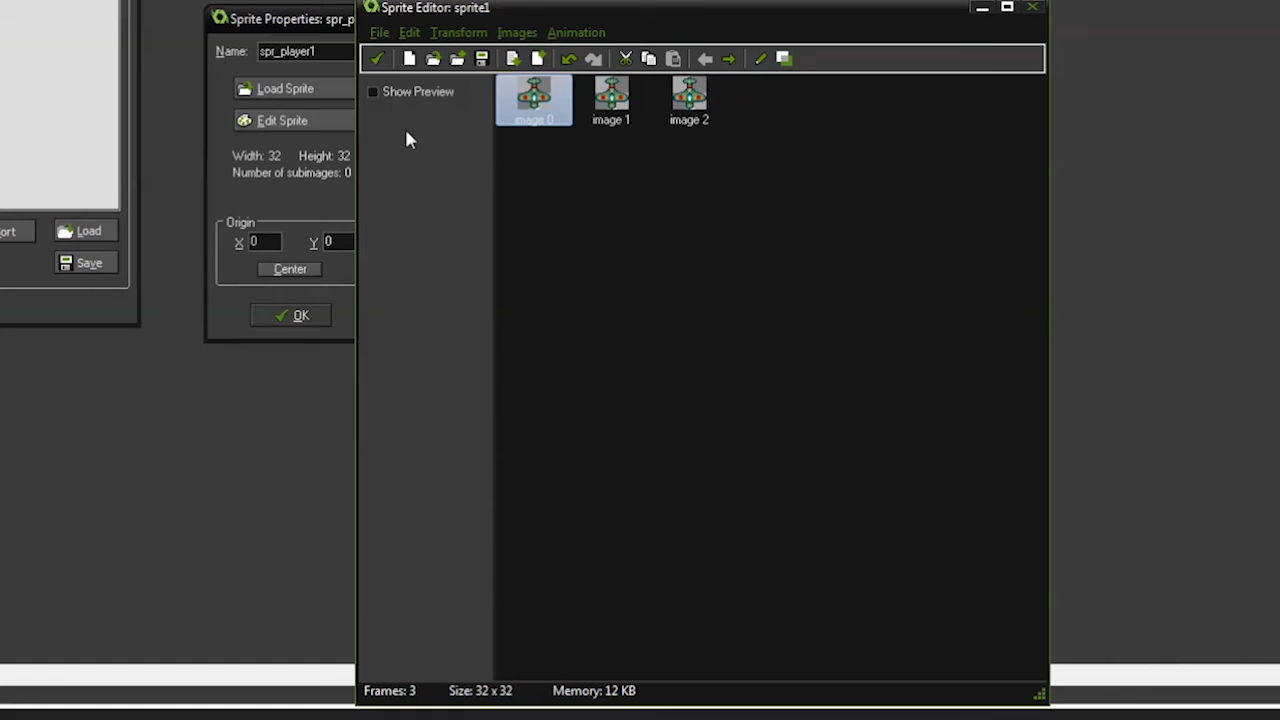 Sprite Properties: spr_p
Name: spr_player1
Load Sprite
Edit Sprite
Width: 32 Height: 32
Number of subimages: 0
Origin
X 0 Y 0
Center
OK
ort
Load
Save
Sprite Editor: sprite1
File Edit Transform Images Animation
Show Preview
image 0 image 1 image 2
Frames: 3 Size: 32 x 32 Memory: 12 KB